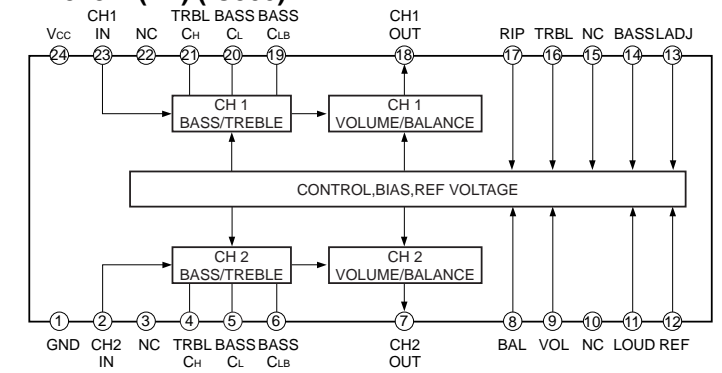 CH1 TRBL BASS BASS CH1
VCC IN NC CH CL CLB OUT RIP TRBL NC BASS LADJ
24 23 22 21 20 19 18 17 16 15 14 13
CH 1
BASS/TREBLE
CH 1
VOLUME/BALANCE
CONTROL,BIAS,REF VOLTAGE
CH 2
BASS/TREBLE
CH 2
VOLUME/BALANCE
1 2 3 4 5 6 7 8 9 10 11 12
GND CH2 NC TRBL BASS BASS CH2 BAL VOL NC LOUD REF
IN CH CL CLB OUT